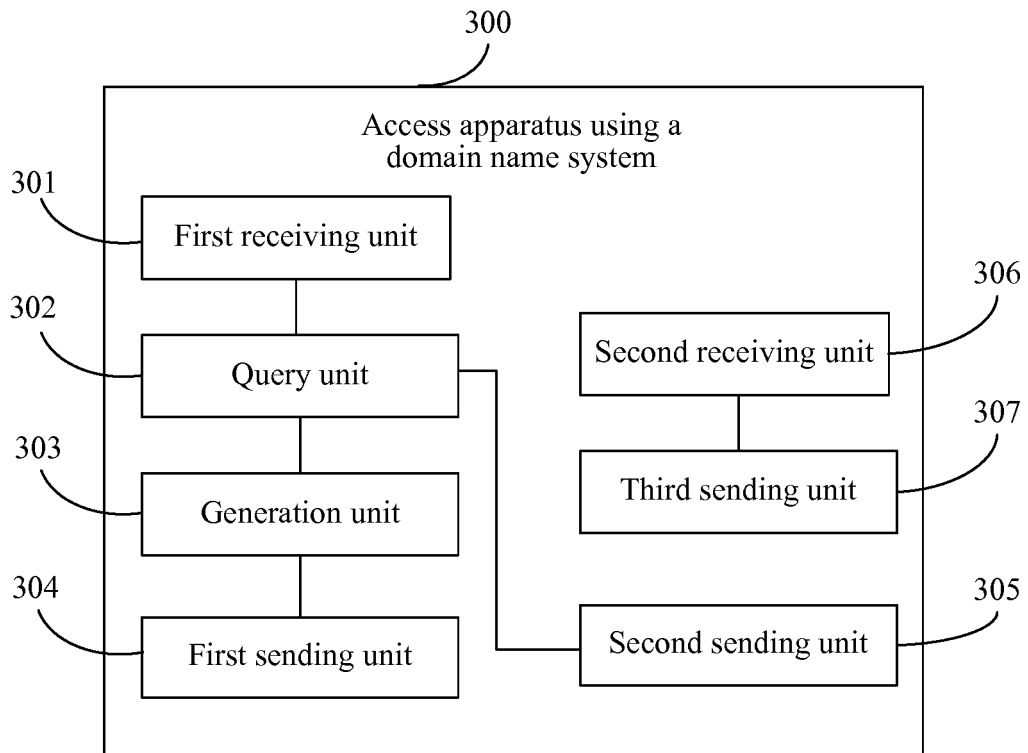 300
Access apparatus using a
domain name system
301
First receiving unit
302
Query unit
303
Generation unit
304
First sending unit
306
Second receiving unit
307
Third sending unit
305
Second sending unit